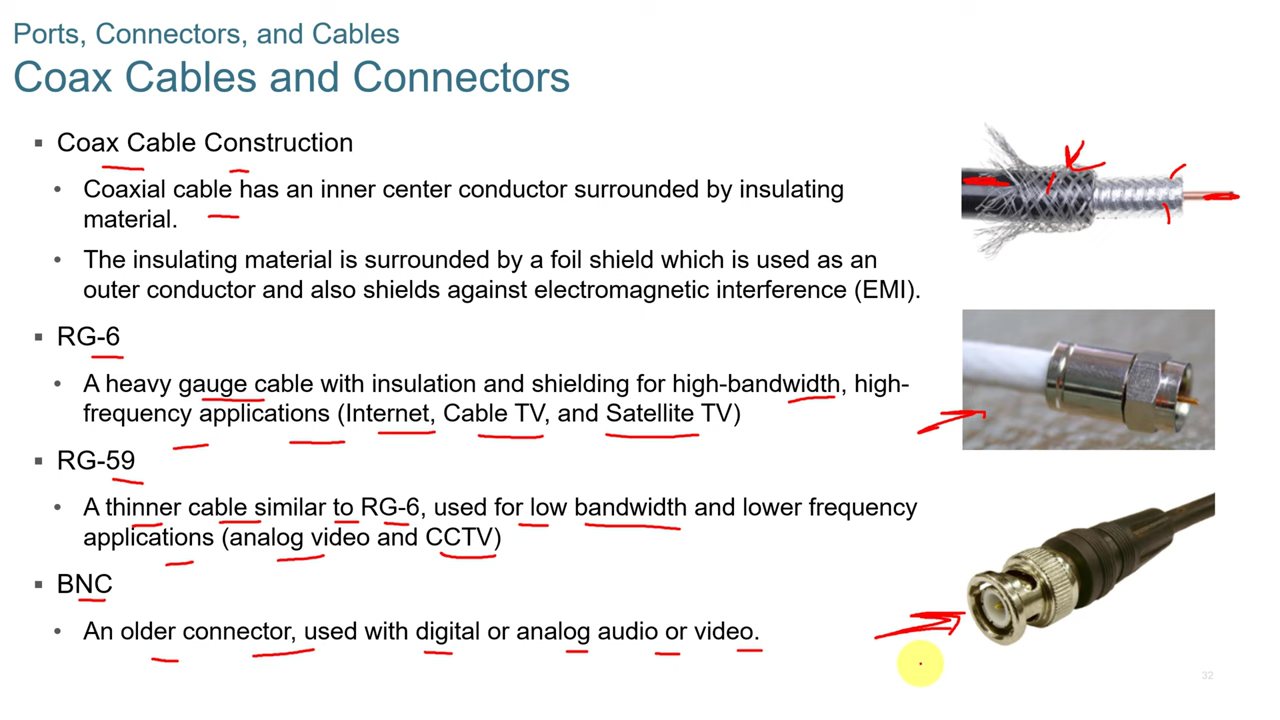 Ports, Connectors, and Cables
Coax Cables and Connectors
▪ Coax Cable Construction
• Coaxial cable has an inner center conductor surrounded by insulating
material.
• The insulating material is surrounded by a foil shield which is used as an
outer conductor and also shields against electromagnetic interference (EMI).
▪ RG-6
• A heavy gauge cable with insulation and shielding for high-bandwidth, high-
frequency applications (Internet, Cable TV, and Satellite TV)
▪ RG-59
• A thinner cable similar to RG-6, used for low bandwidth and lower frequency
applications (analog video and CCTV)
▪ BNC
• An older connector, used with digital or analog audio or video.
32